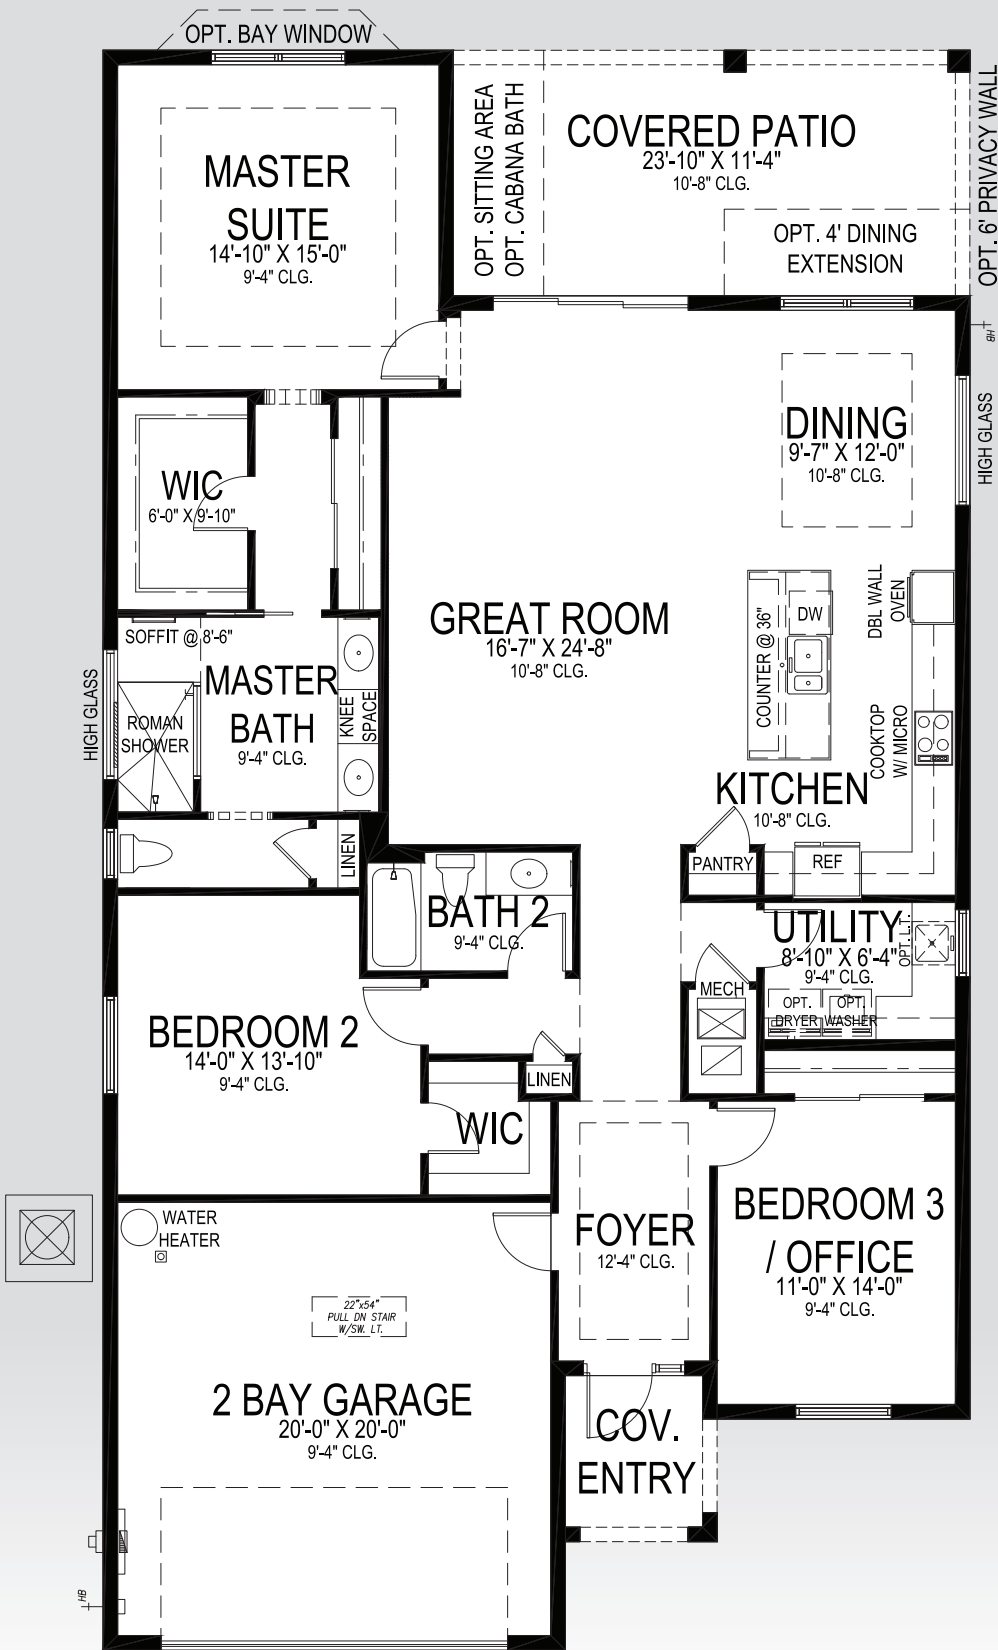 OPT. BAY WINDOW
MASTER
SUITE
14'-10" X 15'-0"
9'-4" CLG.
OPT. SITTING AREA
OPT. CABANA BATH
COVERED PATIO
23'-10" X 11'-4"
10'-8" CLG.
OPT. 4' DINING
EXTENSION
OPT. 6' PRIVACY WALL
HB
DINING
9'-7" X 12'-0"
10'-8" CLG.
HIGH GLASS
WIC
6'-0" X 9'-10"
GREAT ROOM
16'-7" X 24'-8"
10'-8" CLG.
COUNTER @ 36"
DW
DBL WALL
OVEN
SOFFIT @ 8'-6"
HIGH GLASS
MASTER
BATH
9'-4" CLG.
ROMAN
SHOWER
KNEE
SPACE
COOKTOP
W/ MICRO
KITCHEN
10'-8" CLG.
LINEN
PANTRY
REF
BATH 2
9'-4" CLG.
UTILITY
8'-10" X 6'-4"
9'-4" CLG.
OPT. L.T.
MECH
OPT.
DRYER
OPT.
WASHER
BEDROOM 2
14'-0" X 13'-10"
9'-4" CLG.
LINEN
WIC
BEDROOM 3
/ OFFICE
11'-0" X 14'-0"
9'-4" CLG.
FOYER
12'-4" CLG.
WATER
HEATER
22"x54"
PULL DN STAIR
W/SW. LT.
2 BAY GARAGE
20'-0" X 20'-0"
9'-4" CLG.
COV.
ENTRY
HB